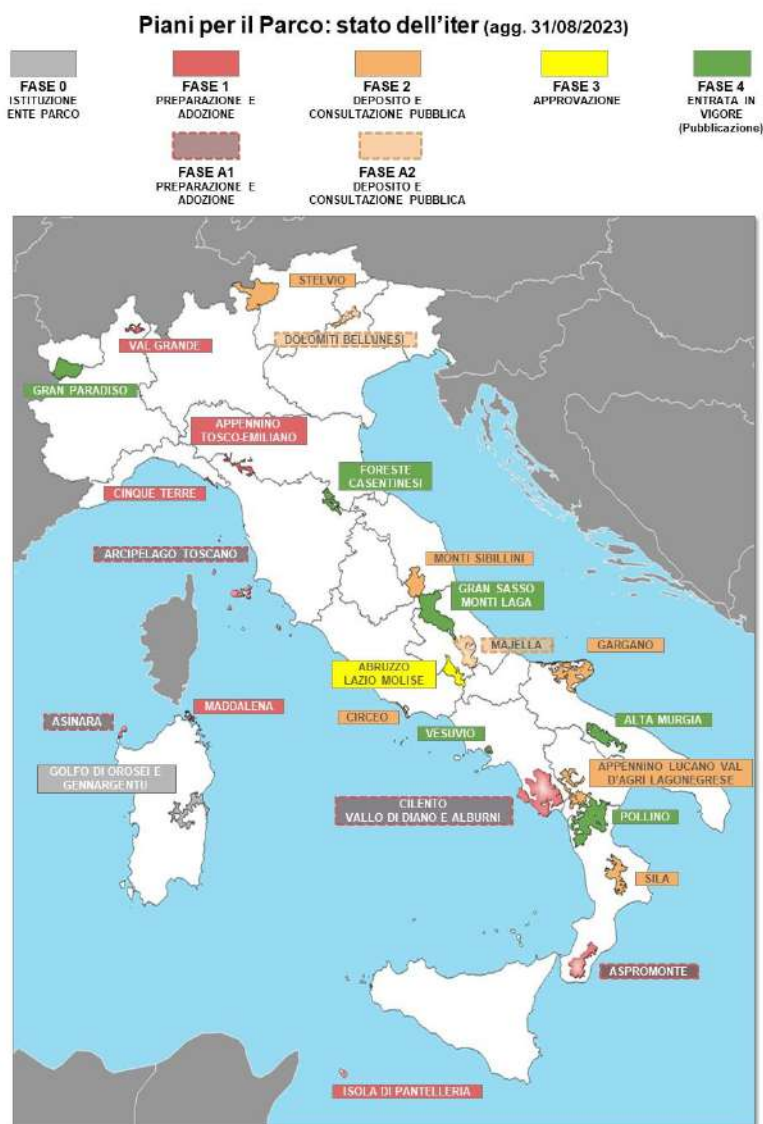 Piani per il Parco: stato dell'iter (agg. 31/08/2023)
FASE 0
ISTITUZIONE
ENTE PARCO
FASE 1
PREPARAZIONE E
ADOZIONE
FASE 2
DEPOSITO E
CONSULTAZIONE PUBBLICA
FASE 3
APPROVAZIONE
FASE 4
ENTRATA IN
VIGORE
(Pubblicazione)
FASE A1
PREPARAZIONE E
ADOZIONE
FASE A2
DEPOSITO E
CONSULTAZIONE PUBBLICA
STELVIO
VAL GRANDE
DOLOMITI BELLUNESI
GRAN PARADISO
APPENNINO
TOSCO-EMILIANO
FORESTE
CASENTINESI
CINQUE TERRE
ARCIPELAGO TOSCANO
MONTI SIBILLINI
GRAN SASSO
MONTI LAGA
MAJELLA
GARGANO
ABRUZZO
LAZIO MOLISE
MADDALENA
CIRCEO
ASINARA
VESUVIO
ALTA MURGIA
GOLFO DI OROSEI E
GENNARGENTU
APPENNINO LUCANO VAL
D'AGRI LAGONEGRESE
CILENTO
VALLO DI DIANO E ALBURNI
POLLINO
SILA
ASPROMONTE
ISOLA DI PANTELLERIA